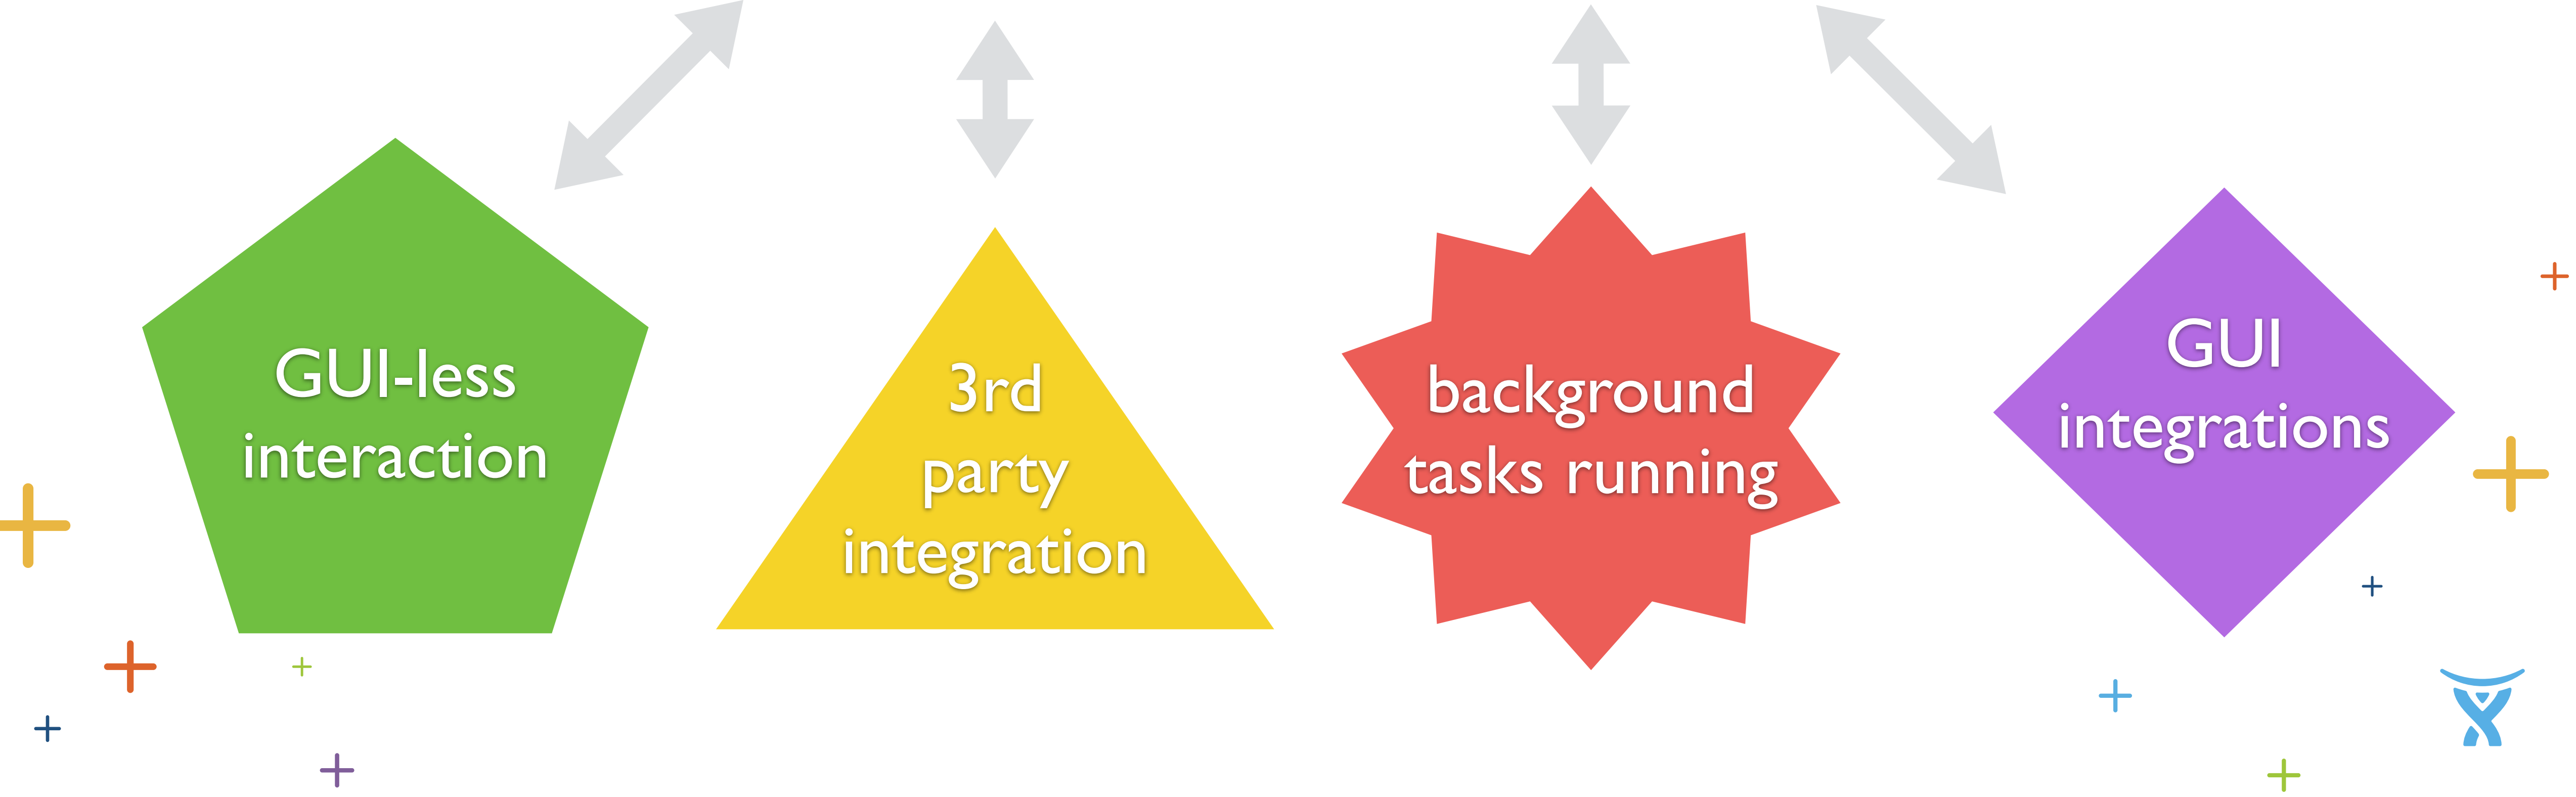 GUI-less
interaction
3rd
party
integration
background
tasks running
GUI
integrations